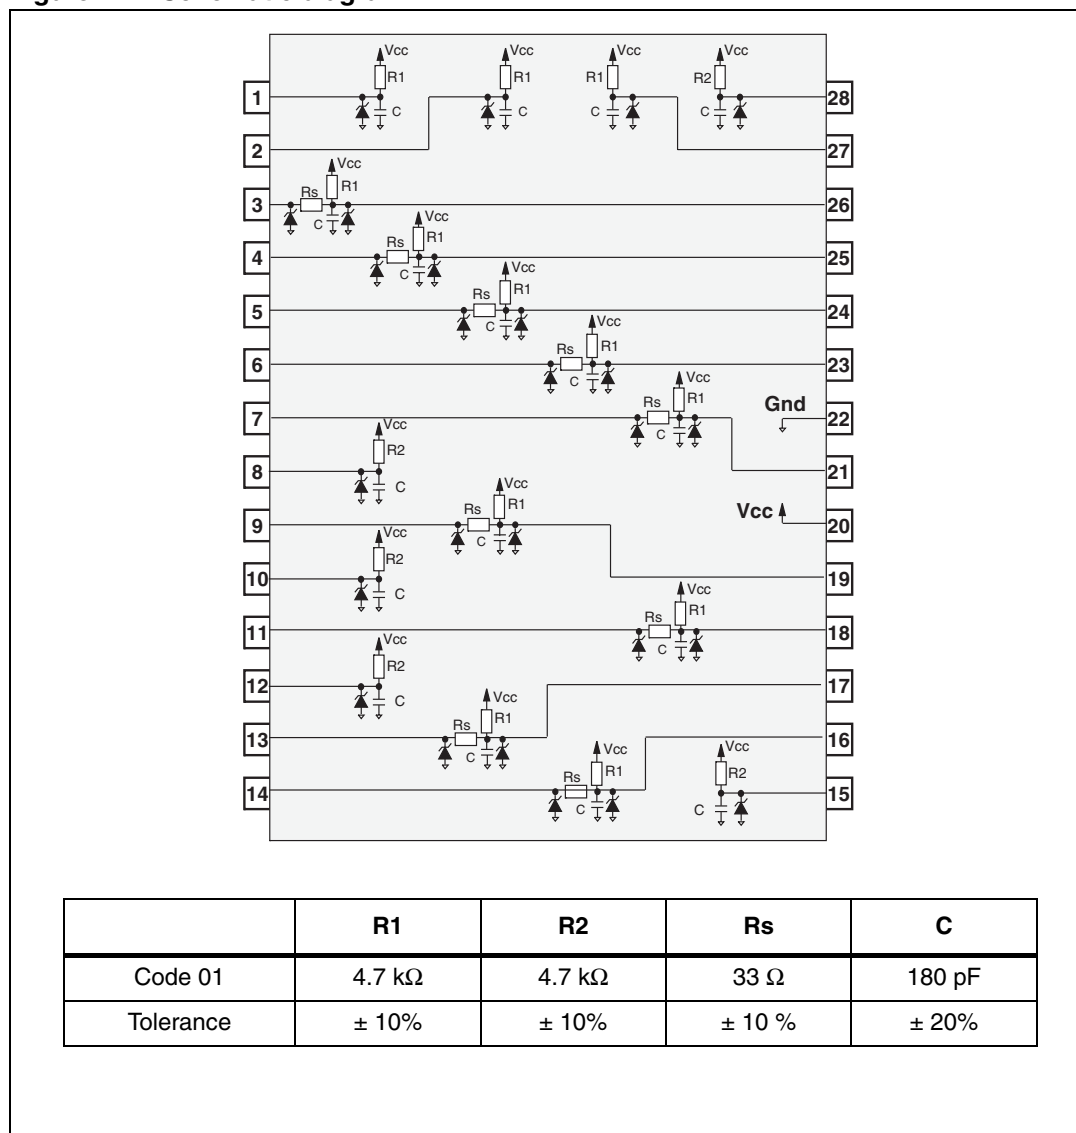 Vcc Vcc Vcc Vcc
R1 R1 R1 R2
1 C C C C 28
2 27
Vcc
Rs R1
3 26
C
Vcc
Rs R1
4 25
C
Vcc
Rs R1
5 24
C
Vcc
Rs R1
6 23
C
Vcc
Rs R1 Gnd
7 22
C
Vcc
R2
8 C 21
Vcc
Rs R1 Vcc
9 20
C
Vcc
R2
10 C 19
Vcc
Rs R1
11 18
C
Vcc
R2
12 C 17
Vcc
Rs R1
13 16
C
Vcc Vcc
Rs R1 R2
14 15
C C
R1 R2 Rs C
Code 01 4.7 kΩ 4.7 kΩ 33 Ω 180 pF
Tolerance ± 10% ± 10% ± 10 % ± 20%